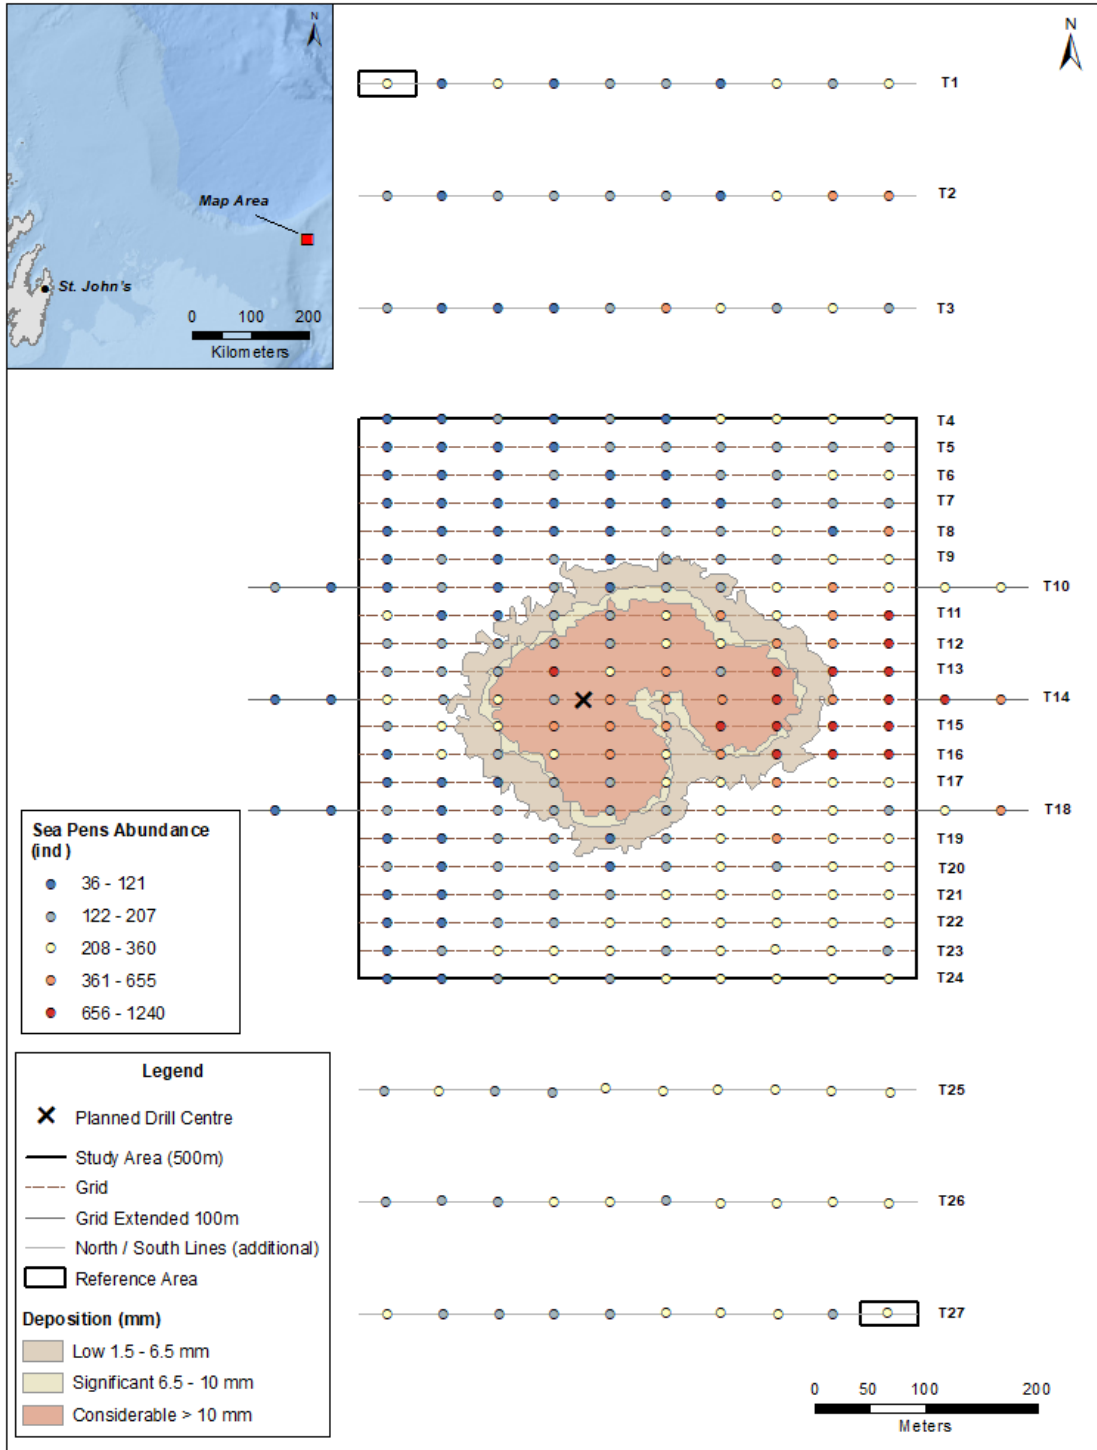 N
N
T1
Map Area
T2
St. John's
0 100 200
Kilometers
T3
T4
T5
T6
T7
T8
T9
T10
T11
T12
T13
T14
T15
T16
T17
T18
T19
T20
T21
T22
T23
T24
Sea Pens Abundance
(ind)
36 - 121
122 - 207
208 - 360
361 - 655
656 - 1240
Legend
Planned Drill Centre
Study Area (500m)
Grid
Grid Extended 100m
North / South Lines (additional)
Reference Area
Deposition (mm)
Low 1.5 - 6.5 mm
Significant 6.5 - 10 mm
Considerable > 10 mm
T25
T26
T27
0 50 100 200
Meters